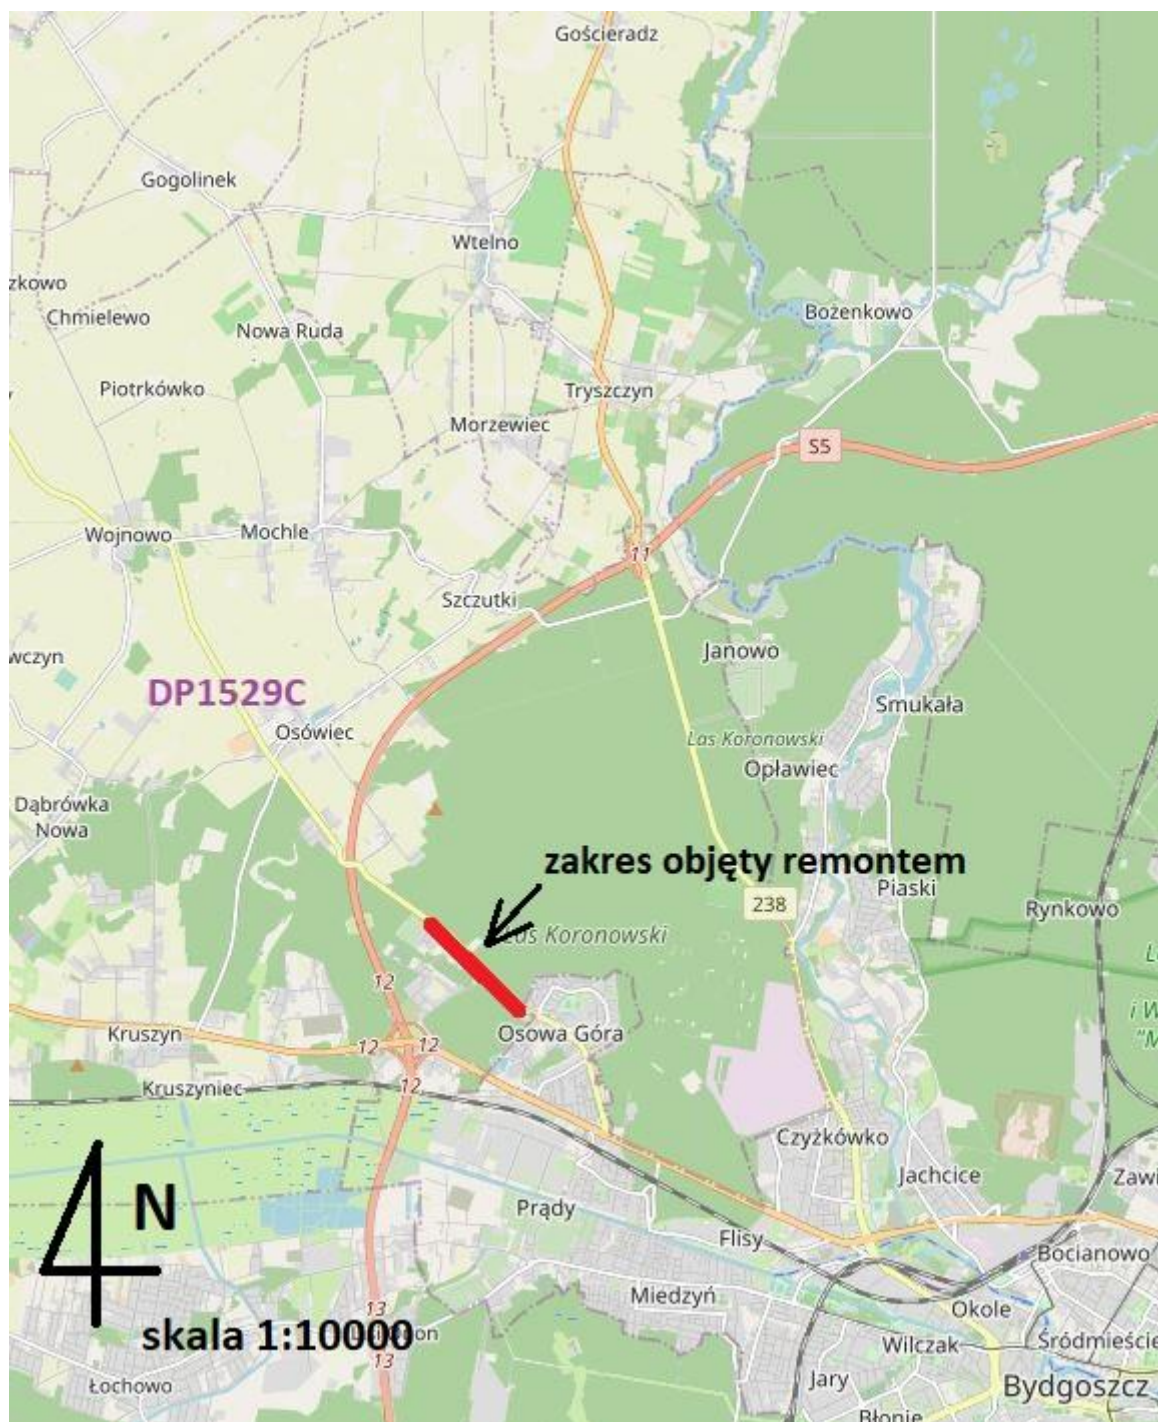 Gościeradz
Gogolinek
Wtelno
zkowo
Chmielewo
Bożenkowo
Nowa Ruda
Piotrkówko
Tryszczyn
Morzewiec
S5
Wojnowo
Mochle
11
Szczutki
wczyn
Janowo
DP1529C
Smukała
Osówiec
Las Koronowski
Opławiec
Dąbrówka
Nowa
zakres objęty remontem
Piaski
238
Rynkowo
Las Koronowski
12
i W
"M
Kruszyn
12
12
Osowa Góra
12
Kruszyniec
Czyżkówko
Jachcice
Zawi
N
Prądy
Flisy
Bocianowo
Miedzyń
13
Okole
skala 1:10000
Wilczak
Śródmieście
13
Łochowo
Jary
Bydgoszcz
Błonie